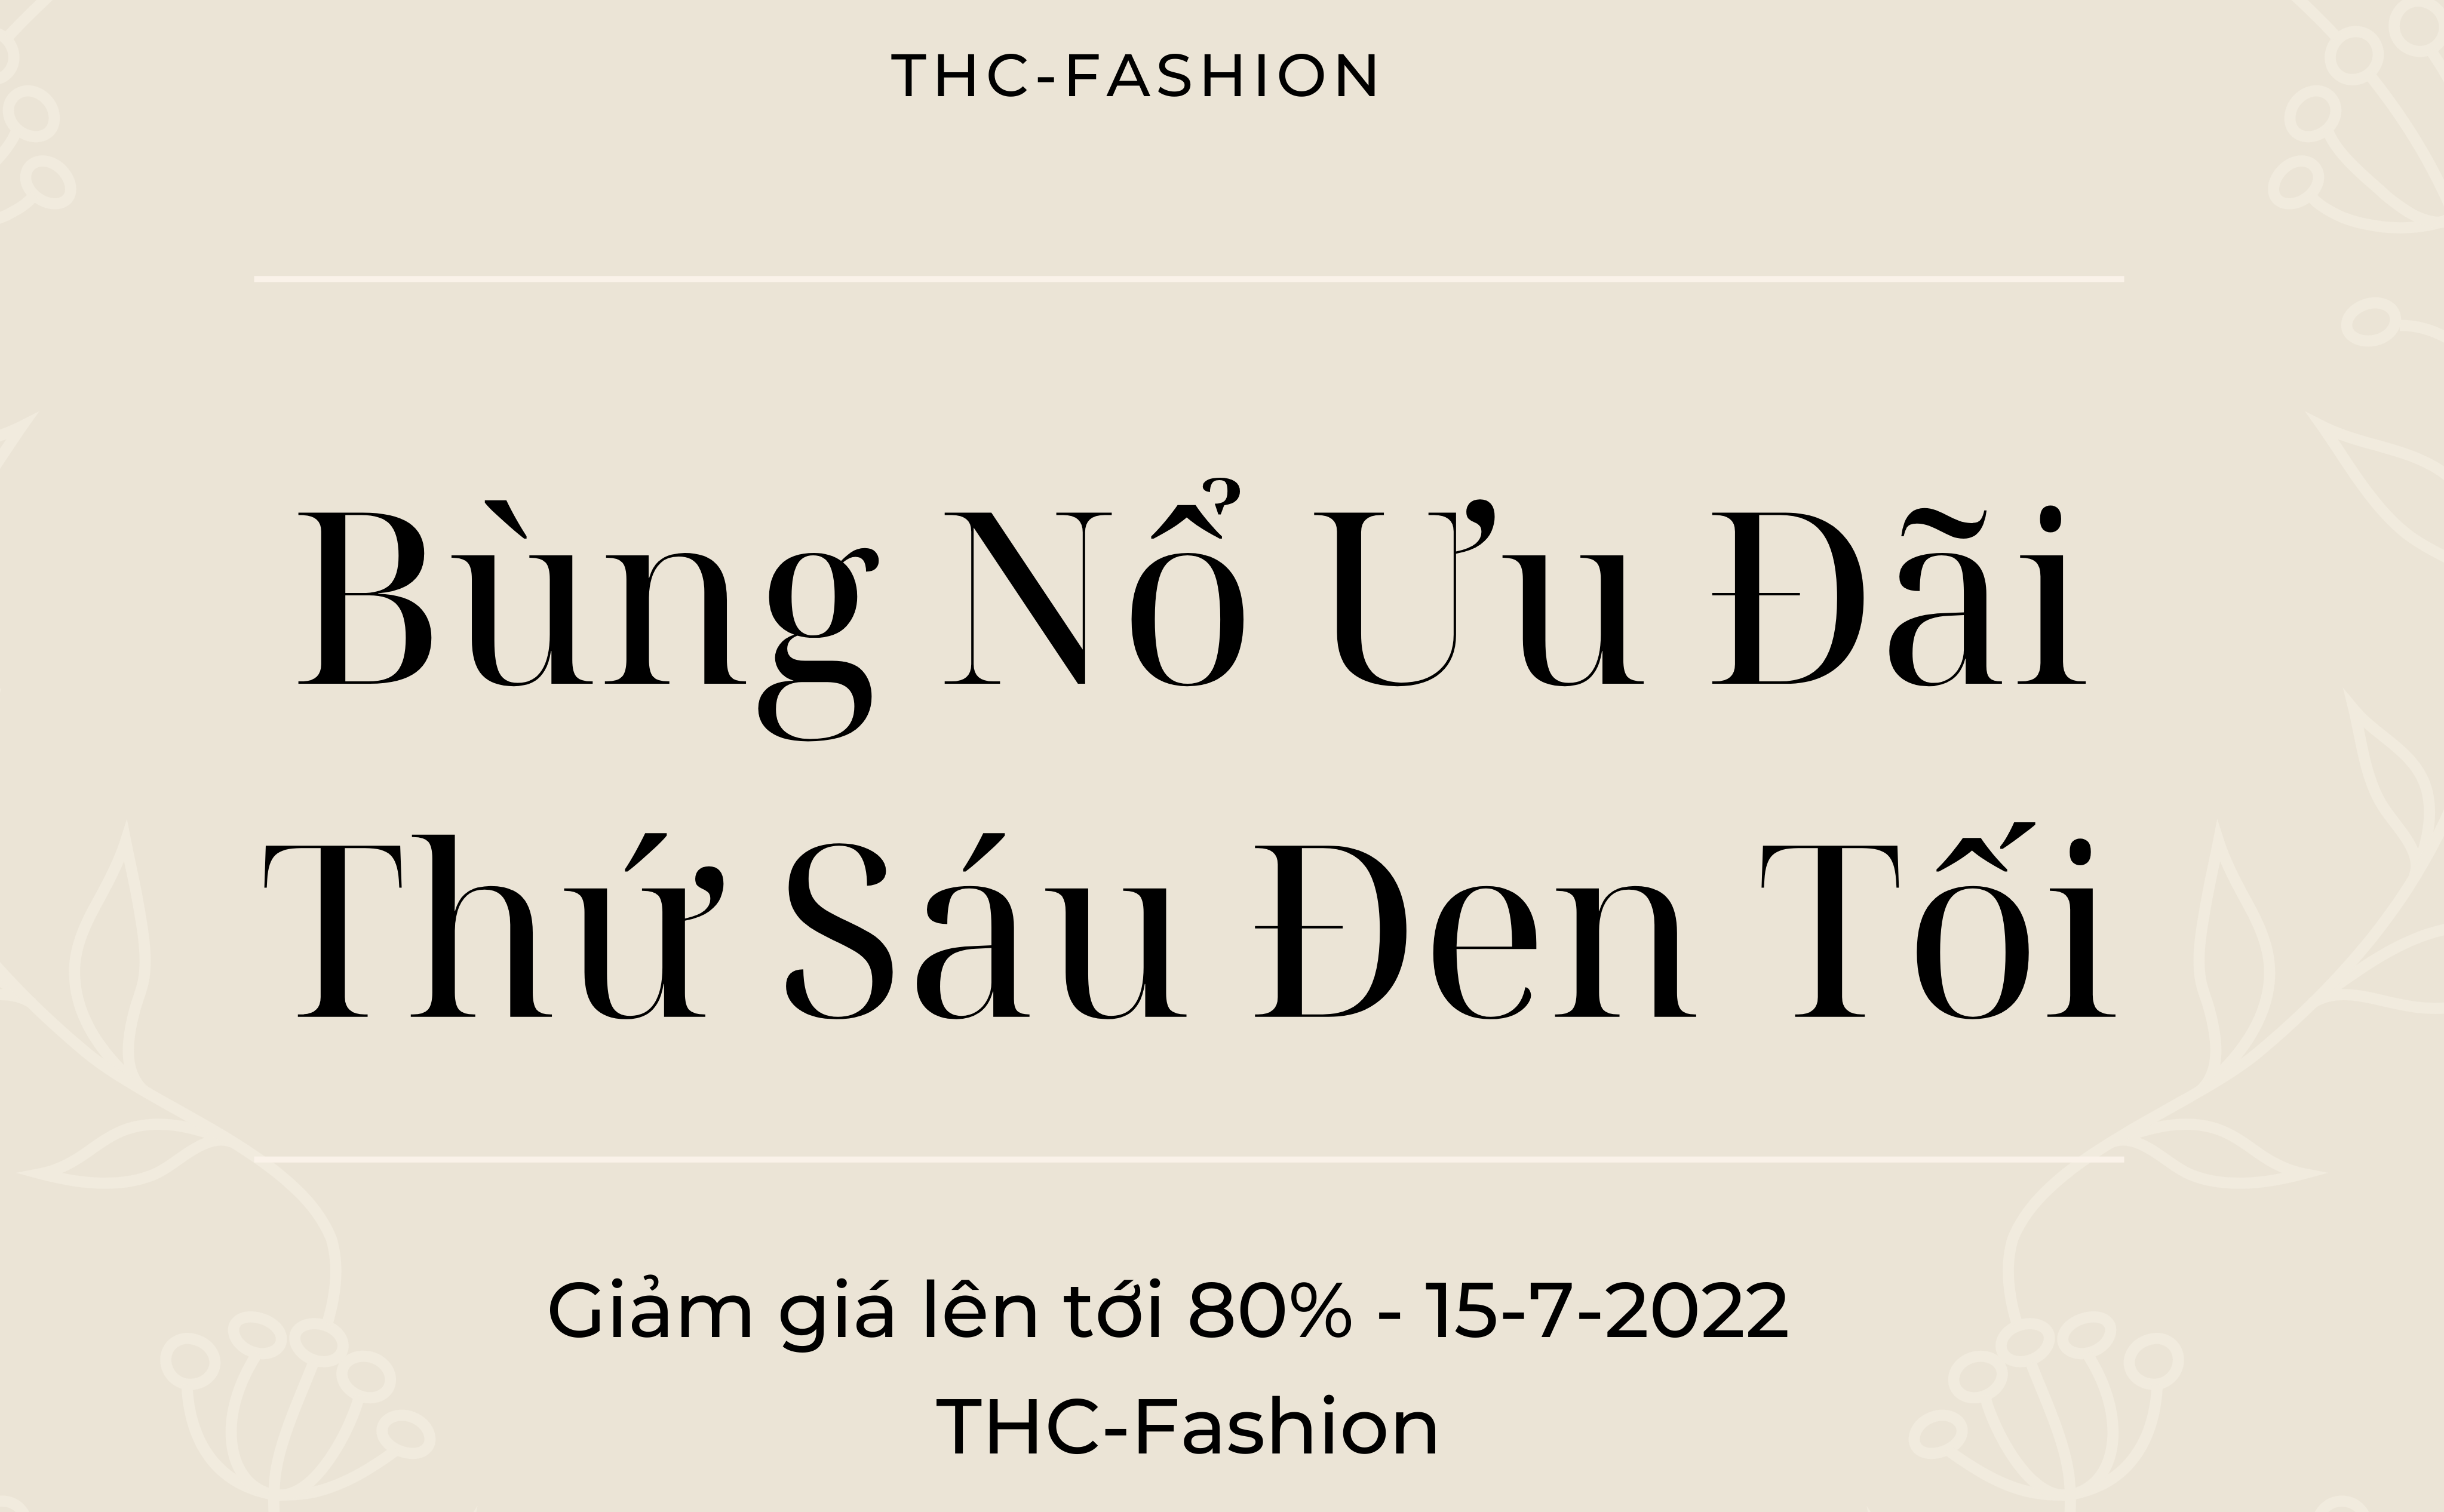 THC-FASHION
Bùng Nổ Ưu Đãi
Thứ Sáu Đen Tối
Giảm giá lên tới 80% - 15-7-2022
THC-Fashion